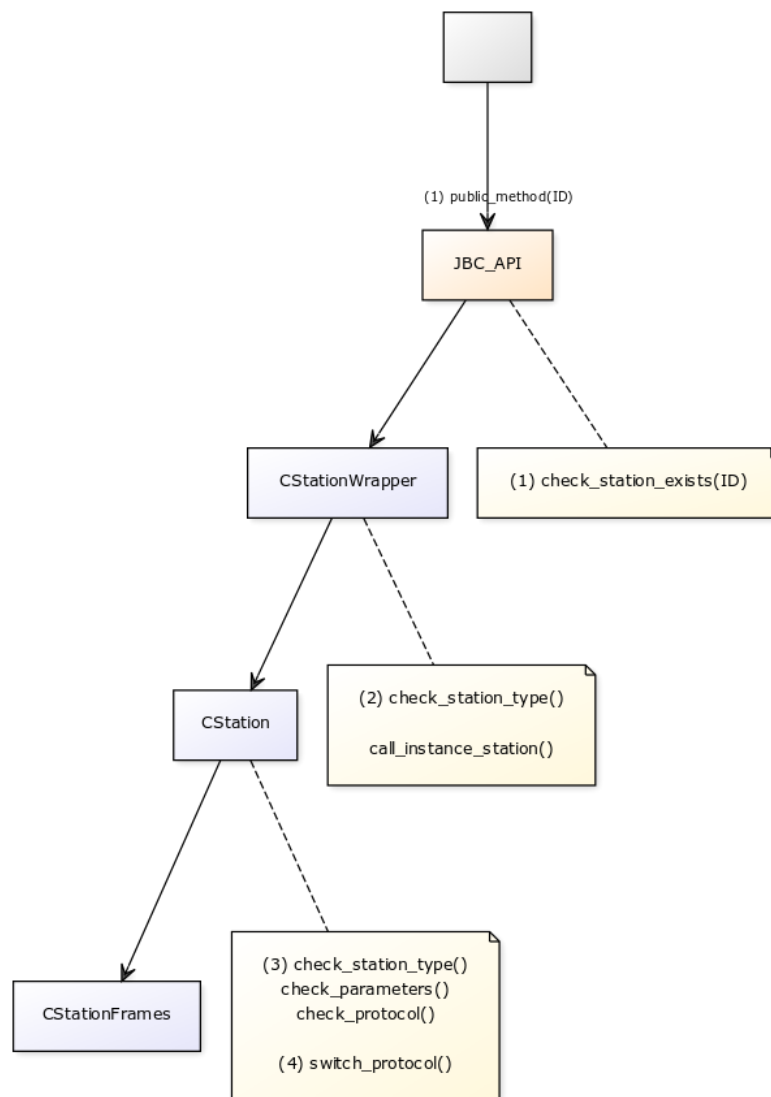 (1) public_method(ID)
JBC_API
CStationWrapper
(1) check_station_exists(ID)
(2) check_station_type()
call_instance_station()
CStation
(3) check_station_type()
check_parameters()
check_protocol()
(4) switch_protocol()
CStationFrames